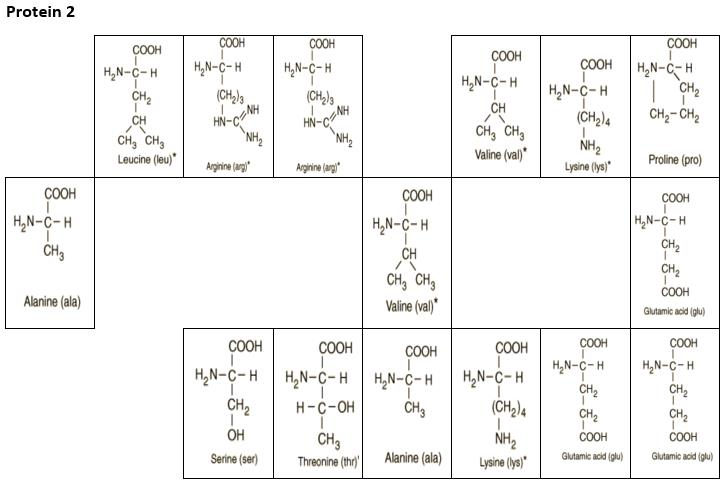 Protein 2
COOH
H₂N–C–H
CH₂
CH
CH₃ CH₃
Leucine (leu)*
COOH
H₂N–C–H
(CH₂)₃
NH
HN–C
NH₂
Arginine (arg)*
COOH
H₂N–C–H
(CH₂)₃
NH
HN–C
NH₂
Arginine (arg)*
COOH
H₂N–C–H
CH
CH₃ CH₃
Valine (val)*
COOH
H₂N–C–H
(CH₂)₄
NH₂
Lysine (lys)*
COOH
H₂N–C–H
CH₂
CH₂–CH₂
Proline (pro)
COOH
H₂N–C–H
CH₃
Alanine (ala)
COOH
H₂N–C–H
CH
CH₃ CH₃
Valine (val)*
COOH
H₂N–C–H
CH₂
CH₂
COOH
Glutamic acid (glu)
COOH
H₂N–C–H
CH₂
OH
Serine (ser)
COOH
H₂N–C–H
H–C–OH
CH₃
Threonine (thr)'
COOH
H₂N–C–H
CH₃
Alanine (ala)
COOH
H₂N–C–H
(CH₂)₄
NH₂
Lysine (lys)*
COOH
H₂N–C–H
CH₂
CH₂
COOH
Glutamic acid (glu)
COOH
H₂N–C–H
CH₂
CH₂
COOH
Glutamic acid (glu)